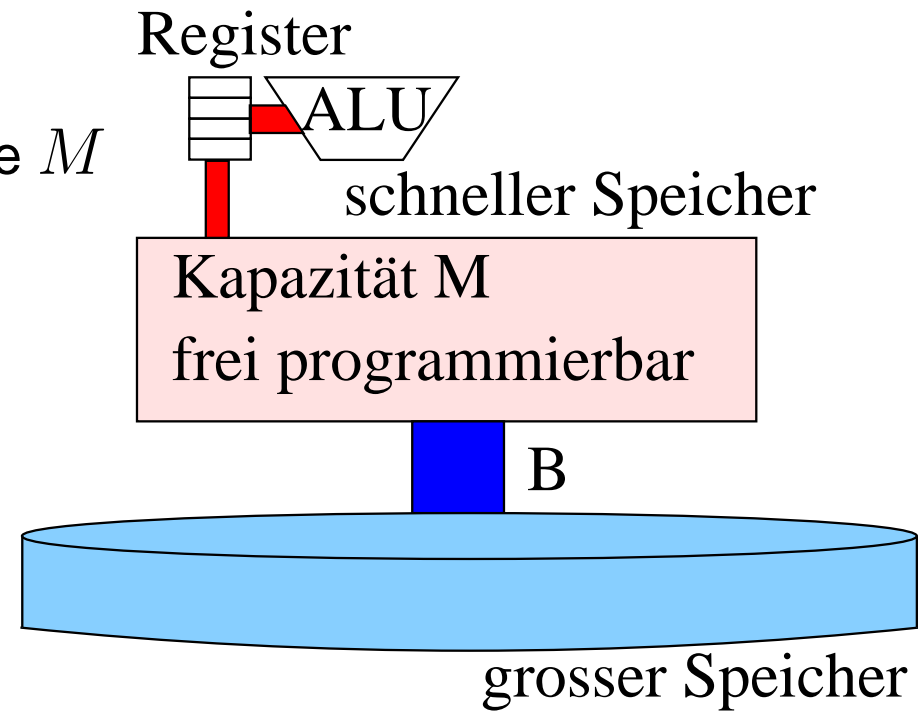 Register
ALU
e M
schneller Speicher
Kapazität M
frei programmierbar
B
grosser Speicher